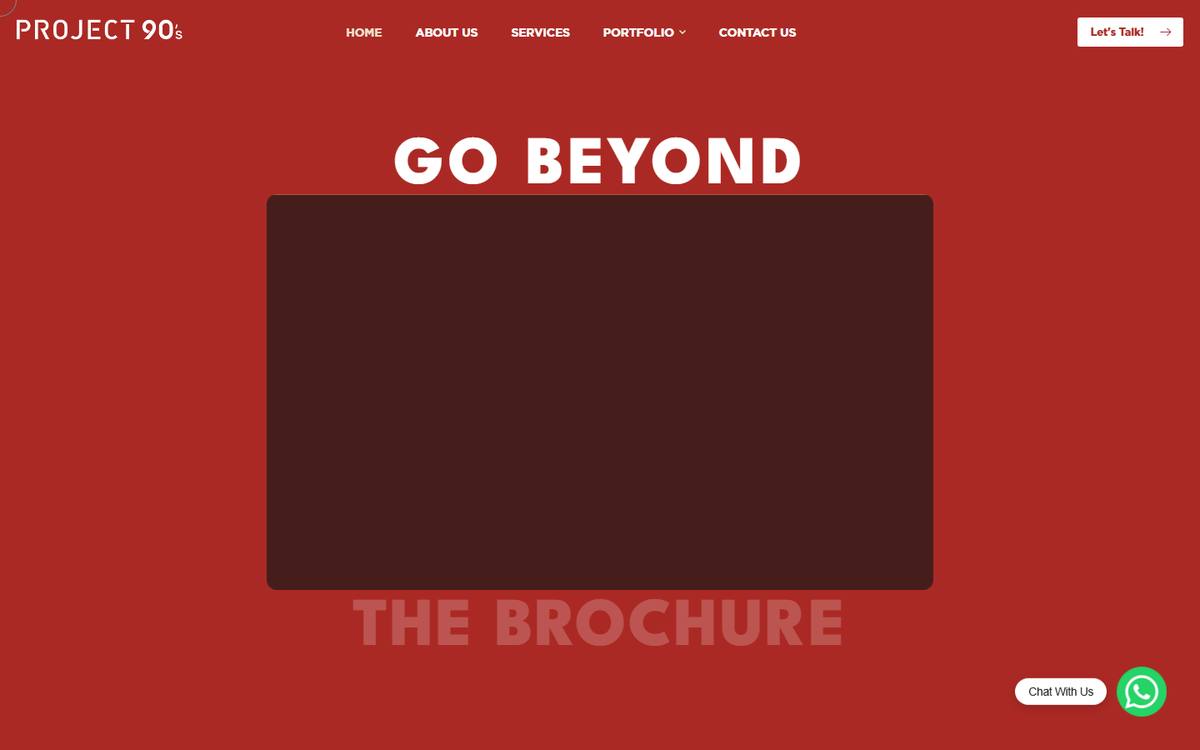 PROJECT 90's
HOME ABOUT US SERVICES PORTFOLIO CONTACT US
Let's Talk!
GO BEYOND
THE BROCHURE
Chat With Us